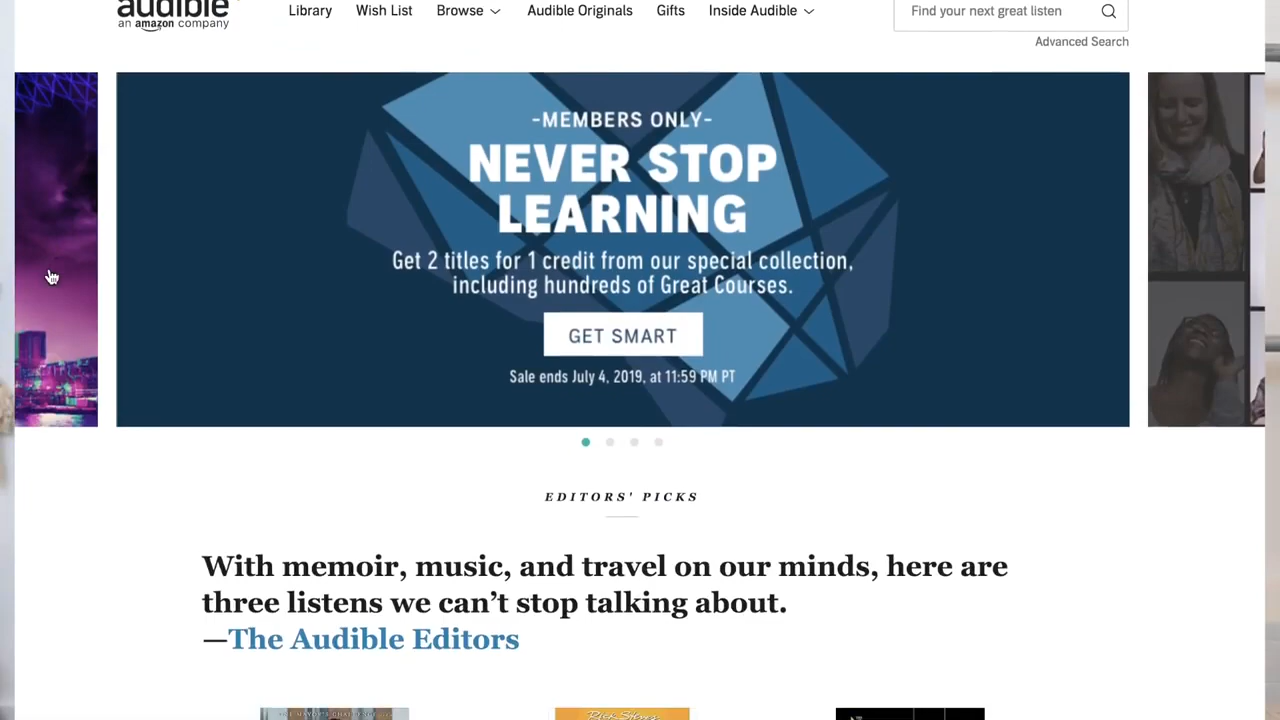 audible
an amazon company
Library
Wish List
Browse
Audible Originals
Gifts
Inside Audible
Find your next great listen
Advanced Search
-MEMBERS ONLY-
NEVER STOP
LEARNING
Get 2 titles for 1 credit from our special collection,
including hundreds of Great Courses.
GET SMART
Sale ends July 4, 2019, at 11:59 PM PT
EDITORS' PICKS
With memoir, music, and travel on our minds, here are
three listens we can’t stop talking about.
—The Audible Editors
Rick Steves